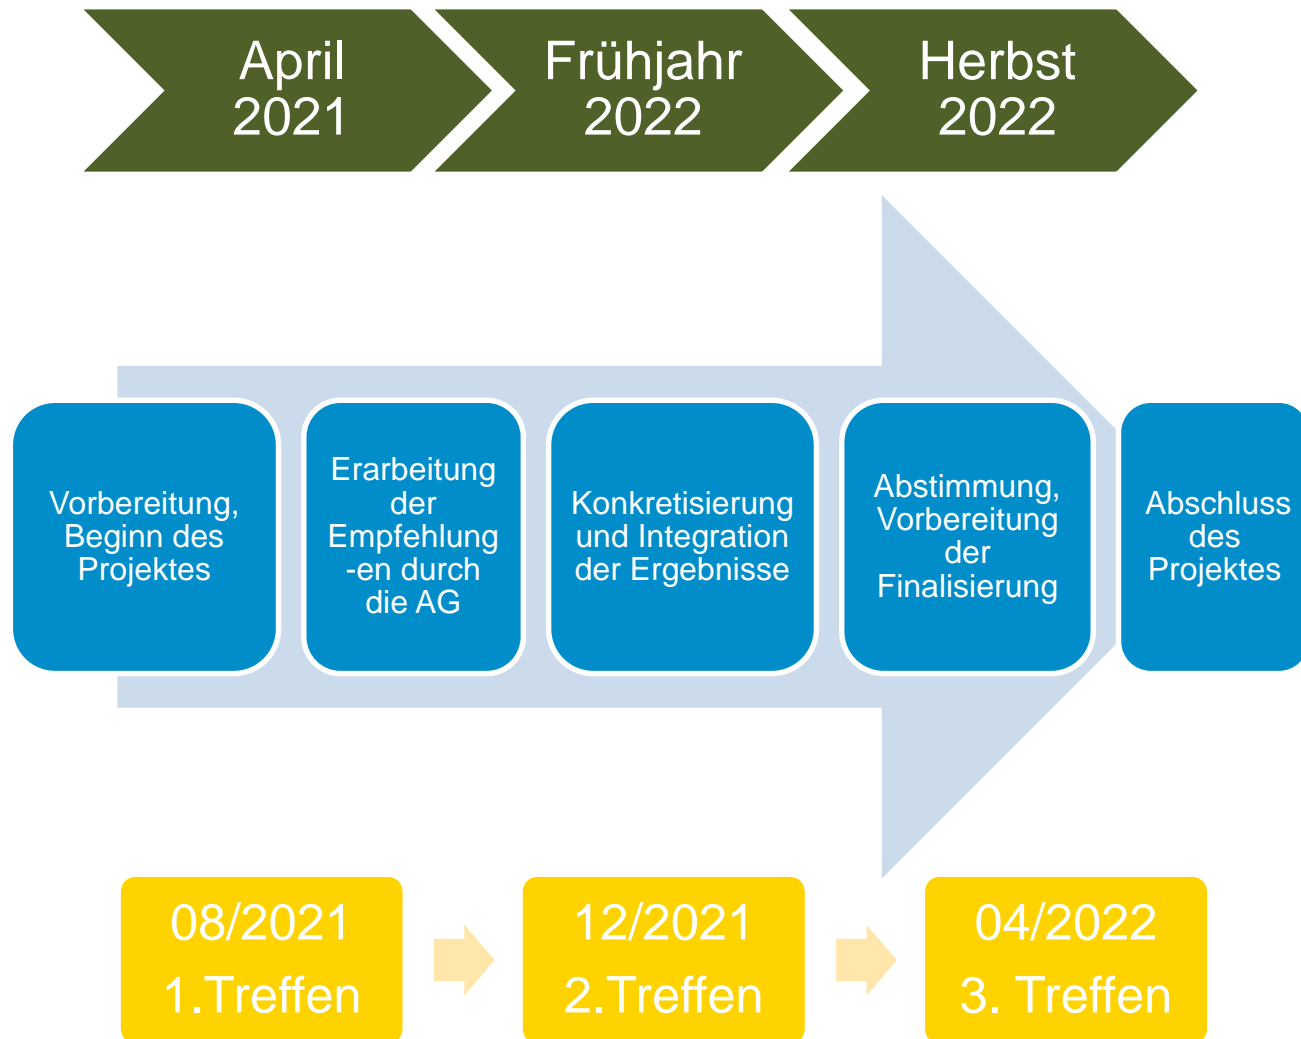 April
2021
Frühjahr
2022
Herbst
2022
Vorbereitung,
Beginn des
Projektes
Erarbeitung
der
Empfehlung
-en durch
die AG
Konkretisierung
und Integration
der Ergebnisse
Abstimmung,
Vorbereitung
der
Finalisierung
Abschluss
des
Projektes
08/2021
1.Treffen
12/2021
2.Treffen
04/2022
3. Treffen